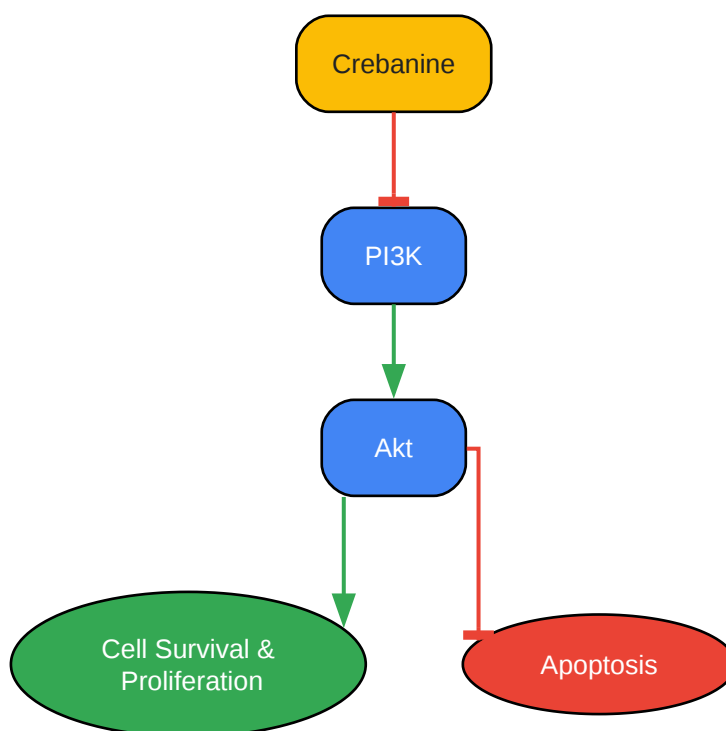 Crebanine
PI3K
Akt
Cell Survival &
Proliferation
Apoptosis